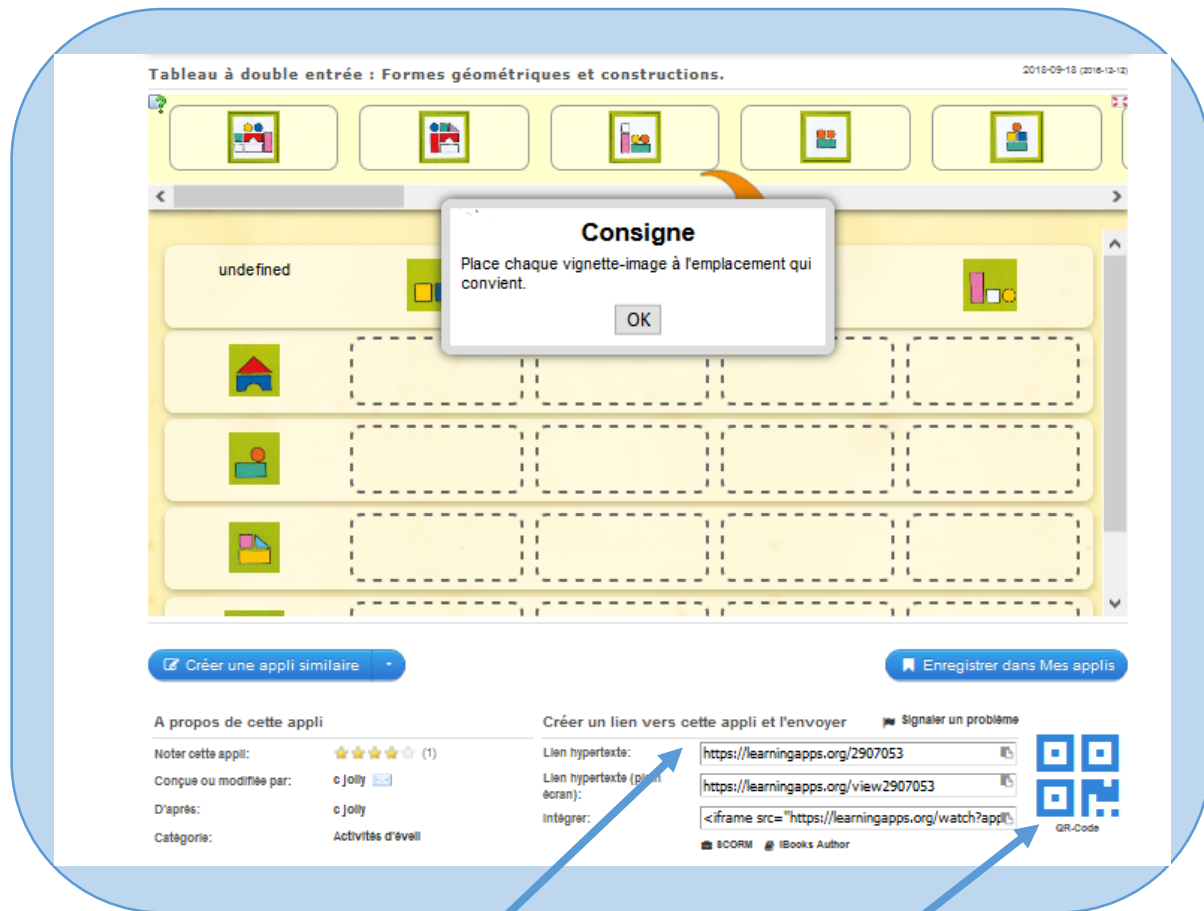 Tableau à double entrée : Formes géométriques et constructions.
2018-09-18 (2016-12-12)
Consigne
Place chaque vignette-image à l'emplacement qui
convient.
OK
undefined
Créer une appli similaire
Enregistrer dans Mes applis
A propos de cette appli
Noter cette appli: (1)
Conçue ou modifiée par: c jolly
D'après: c jolly
Catégorie: Activités d'éveil
Créer un lien vers cette appli et l'envoyer
Signaler un problème
Lien hypertexte: https://learningapps.org/2907053
Lien hypertexte (plein
écran): https://learningapps.org/view2907053
Intégrer: <iframe src="https://learningapps.org/watch?app
SCORM iBooks Author
QR-Code